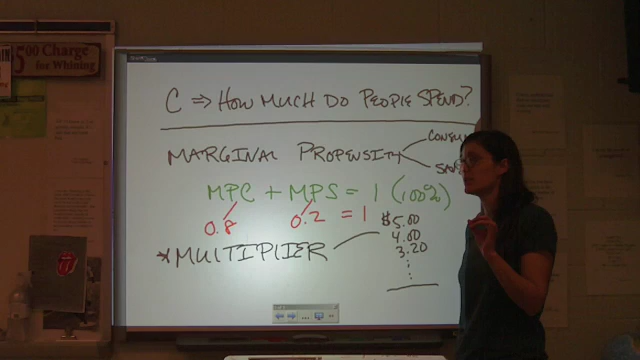 5.00 Charge
for Whining
C ⇒ HOW MUCH DO PEOPLE SPEND?
MARGINAL PROPENSITY
MPC + MPS = 1 (100%)
0.8 0.2 = 1
$5.00
*MULTIPLIER 4.00
3.20